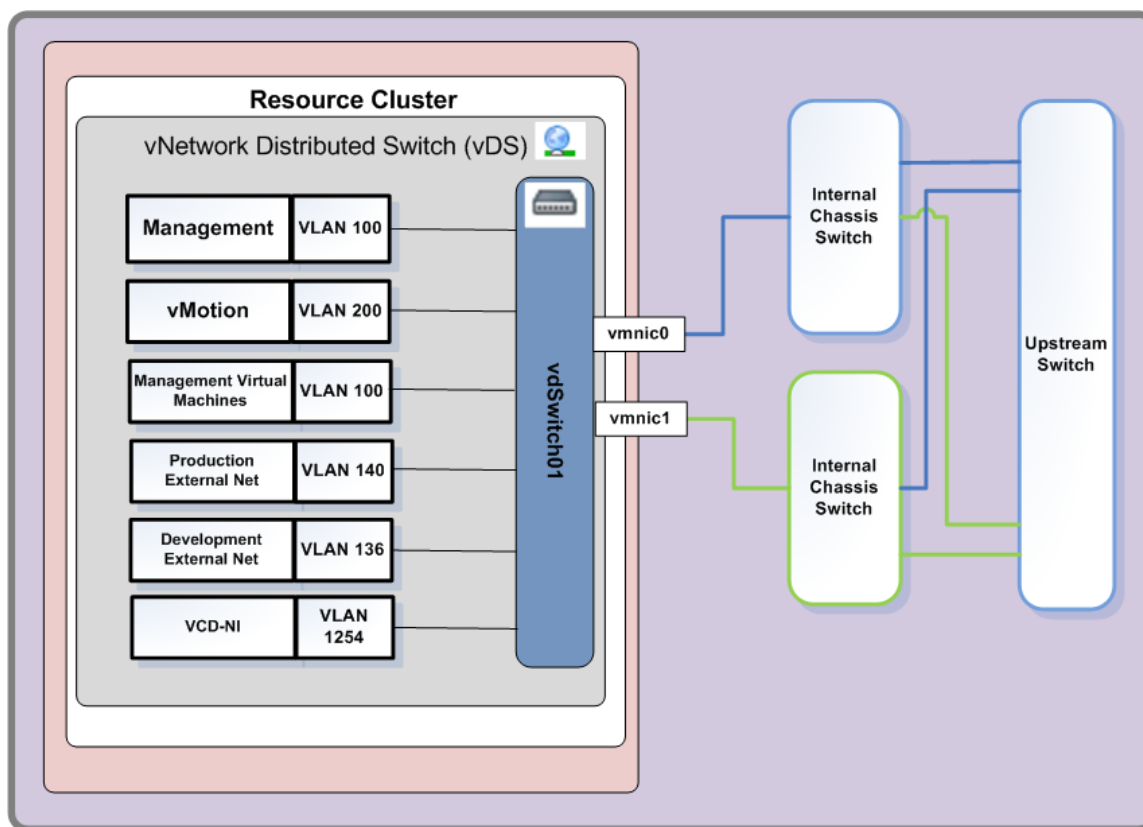 Resource Cluster
vNetwork Distributed Switch (vDS)
Management
VLAN 100
vMotion
VLAN 200
Management Virtual
Machines
VLAN 100
Production
External Net
VLAN 140
Development
External Net
VLAN 136
VCD-NI
VLAN
1254
vdSwitch01
vmnic0
vmnic1
Internal
Chassis
Switch
Internal
Chassis
Switch
Upstream
Switch